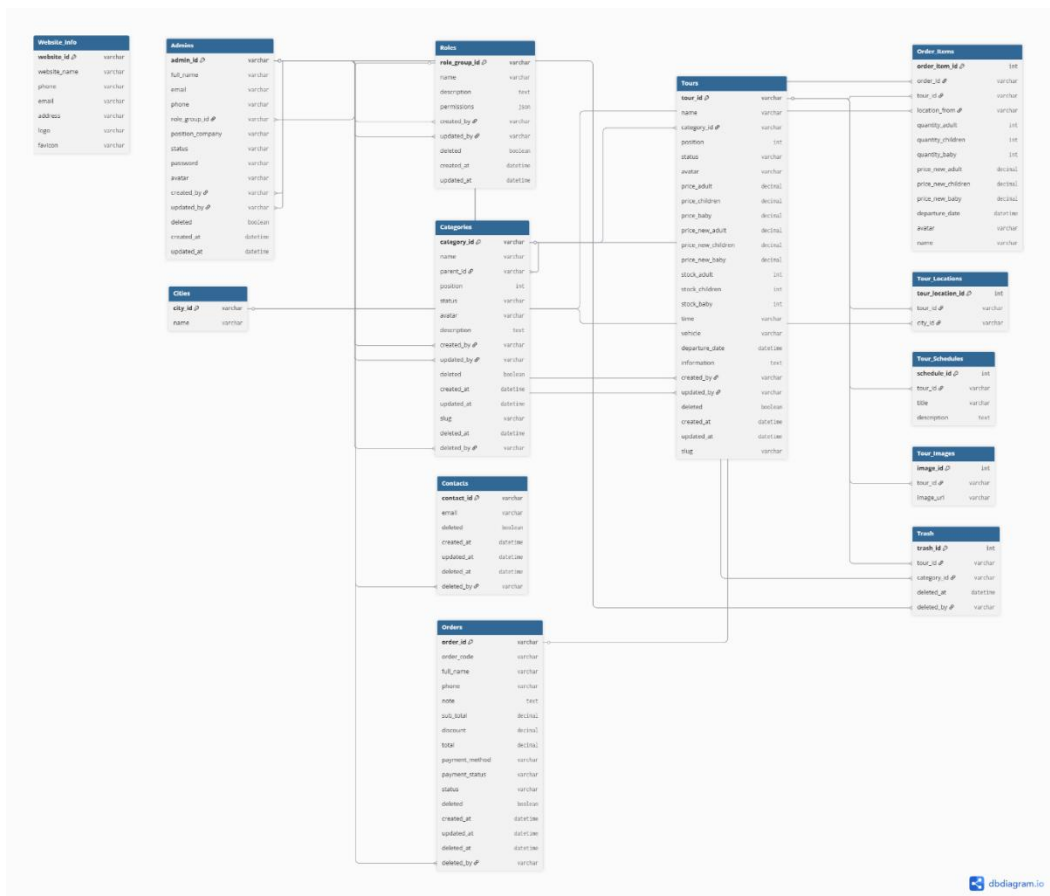 Website_Info
website_id varchar
website_name varchar
phone varchar
email varchar
address varchar
logo varchar
favicon varchar
Admins
admin_id varchar
full_name varchar
email varchar
phone varchar
role_group_id varchar
position_company varchar
status varchar
password varchar
avatar varchar
created_by varchar
updated_by varchar
deleted boolean
created_at datetime
updated_at datetime
Cities
city_id varchar
name varchar
Roles
role_group_id varchar
name varchar
description text
permissions json
created_by varchar
updated_by varchar
deleted boolean
created_at datetime
updated_at datetime
Categories
category_id varchar
name varchar
parent_id varchar
position int
status varchar
avatar varchar
description text
created_by varchar
updated_by varchar
deleted boolean
created_at datetime
updated_at datetime
slug varchar
deleted_at datetime
deleted_by varchar
Contacts
contact_id varchar
email varchar
deleted boolean
created_at datetime
updated_at datetime
deleted_at datetime
deleted_by varchar
Orders
order_id varchar
order_code varchar
full_name varchar
phone varchar
note text
sub_total decimal
discount decimal
total decimal
payment_method varchar
payment_status varchar
status varchar
deleted boolean
created_at datetime
updated_at datetime
deleted_at datetime
deleted_by varchar
Tours
tour_id varchar
name varchar
category_id varchar
position int
status varchar
avatar varchar
price_adult decimal
price_children decimal
price_baby decimal
price_new_adult decimal
price_new_children decimal
price_new_baby decimal
stock_adult int
stock_children int
stock_baby int
time varchar
vehicle varchar
departure_date datetime
information text
created_by varchar
updated_by varchar
deleted boolean
created_at datetime
updated_at datetime
slug varchar
Order_Items
order_item_id int
order_id varchar
tour_id varchar
location_from varchar
quantity_adult int
quantity_children int
quantity_baby int
price_new_adult decimal
price_new_children decimal
price_new_baby decimal
departure_date datetime
avatar varchar
name varchar
Tour_Locations
tour_location_id int
tour_id varchar
city_id varchar
Tour_Schedules
schedule_id int
tour_id varchar
title varchar
description text
Tour_Images
image_id int
tour_id varchar
image_url varchar
Trash
trash_id int
tour_id varchar
category_id varchar
deleted_at datetime
deleted_by varchar
dbdiagram.io